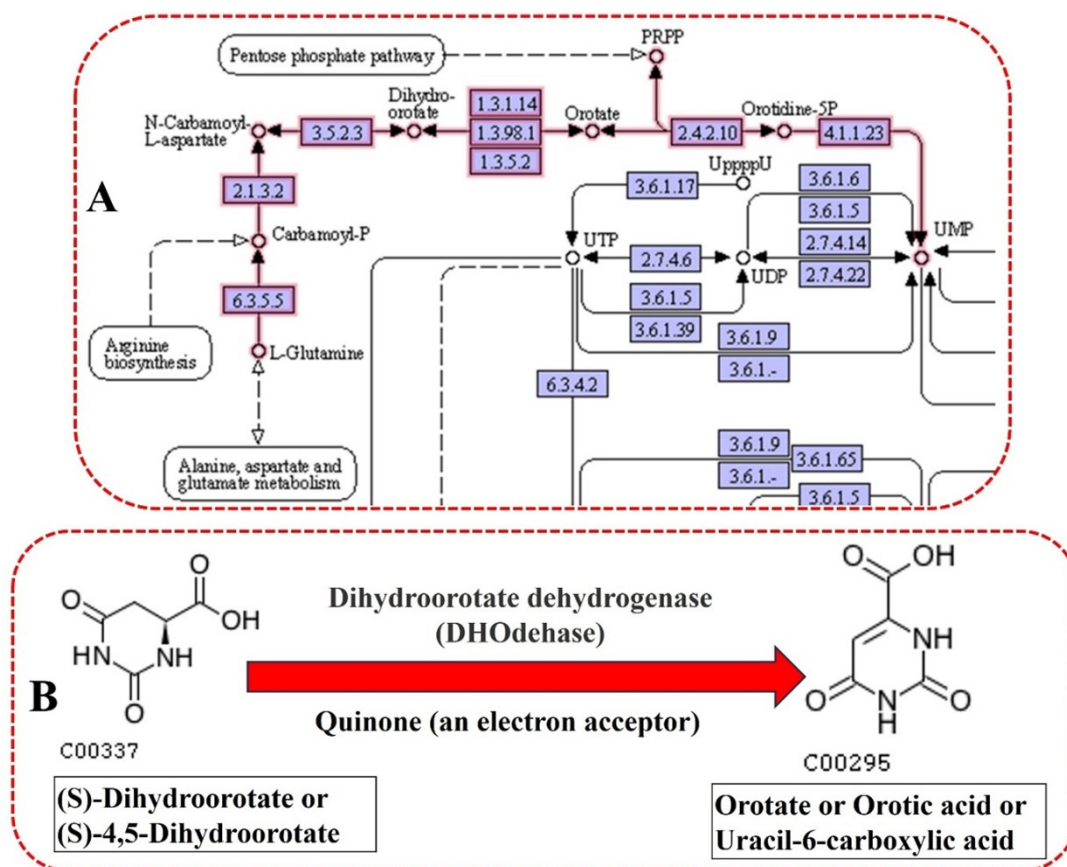 A
Pentose phosphate pathway
PRPP
N-Carbamoyl-
L-aspartate
3.5.2.3
Dihydro-
orotate
1.3.1.14
1.3.98.1
1.3.5.2
Orotate
2.4.2.10
Orotidine-5P
4.1.1.23
2.1.3.2
UppppU
3.6.1.17
3.6.1.6
3.6.1.5
Carbamoyl-P
UTP
2.7.4.6
UDP
2.7.4.14
2.7.4.22
UMP
6.3.5.5
3.6.1.5
3.6.1.39
Arginine
biosynthesis
L-Glutamine
3.6.1.9
3.6.1.-
6.3.4.2
Alanine, aspartate and
glutamate metabolism
3.6.1.9
3.6.1.-
3.6.1.65
3.6.1.5
B
O
O
OH
HN
NH
O
C00337
(S)-Dihydroorotate or
(S)-4,5-Dihydroorotate
Dihydroorotate dehydrogenase
(DHOdehase)
Quinone (an electron acceptor)
O
OH
NH
O
N
H
O
C00295
Orotate or Orotic acid or
Uracil-6-carboxylic acid